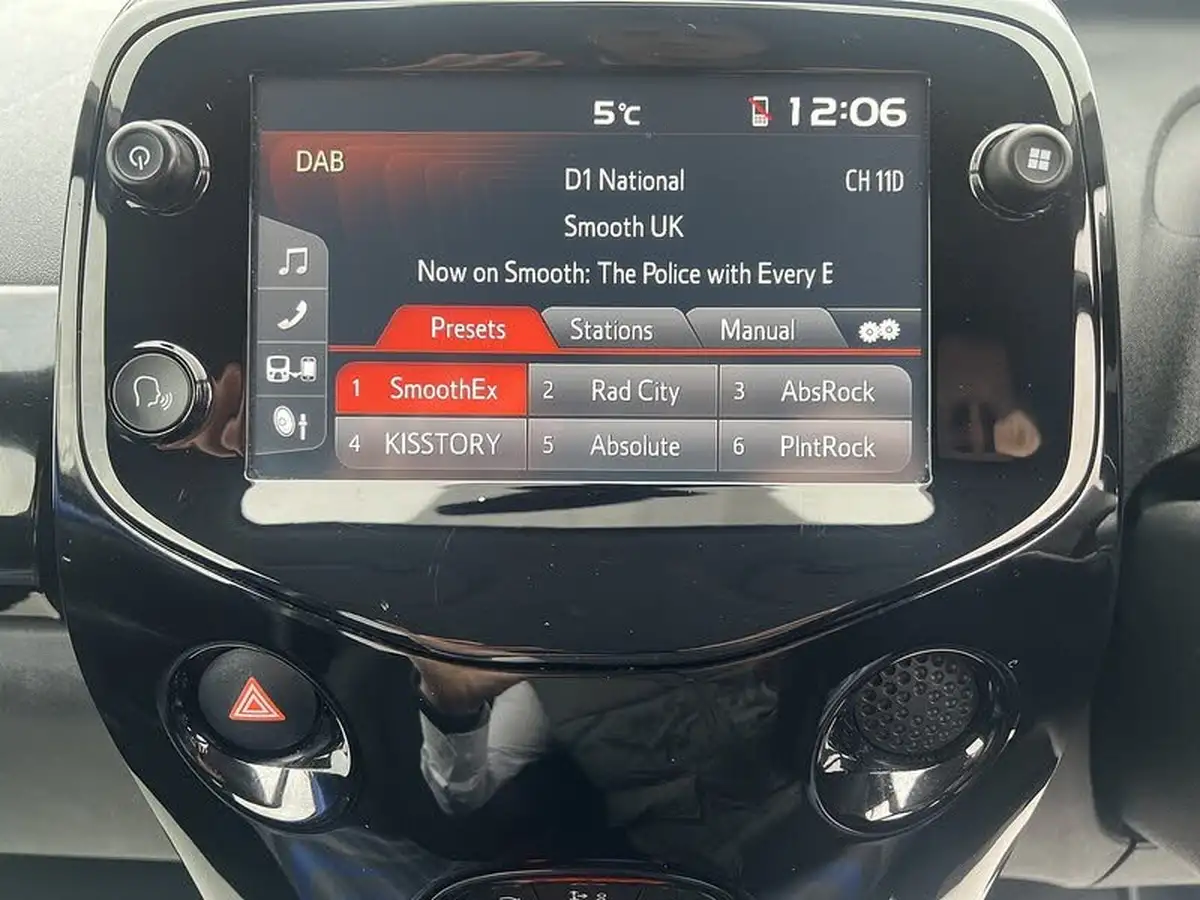 5°C 12:06
DAB
D1 National CH 11D
Smooth UK
Now on Smooth: The Police with Every E
Presets Stations Manual
1 SmoothEx 2 Rad City 3 AbsRock
4 KISSTORY 5 Absolute 6 PlntRock